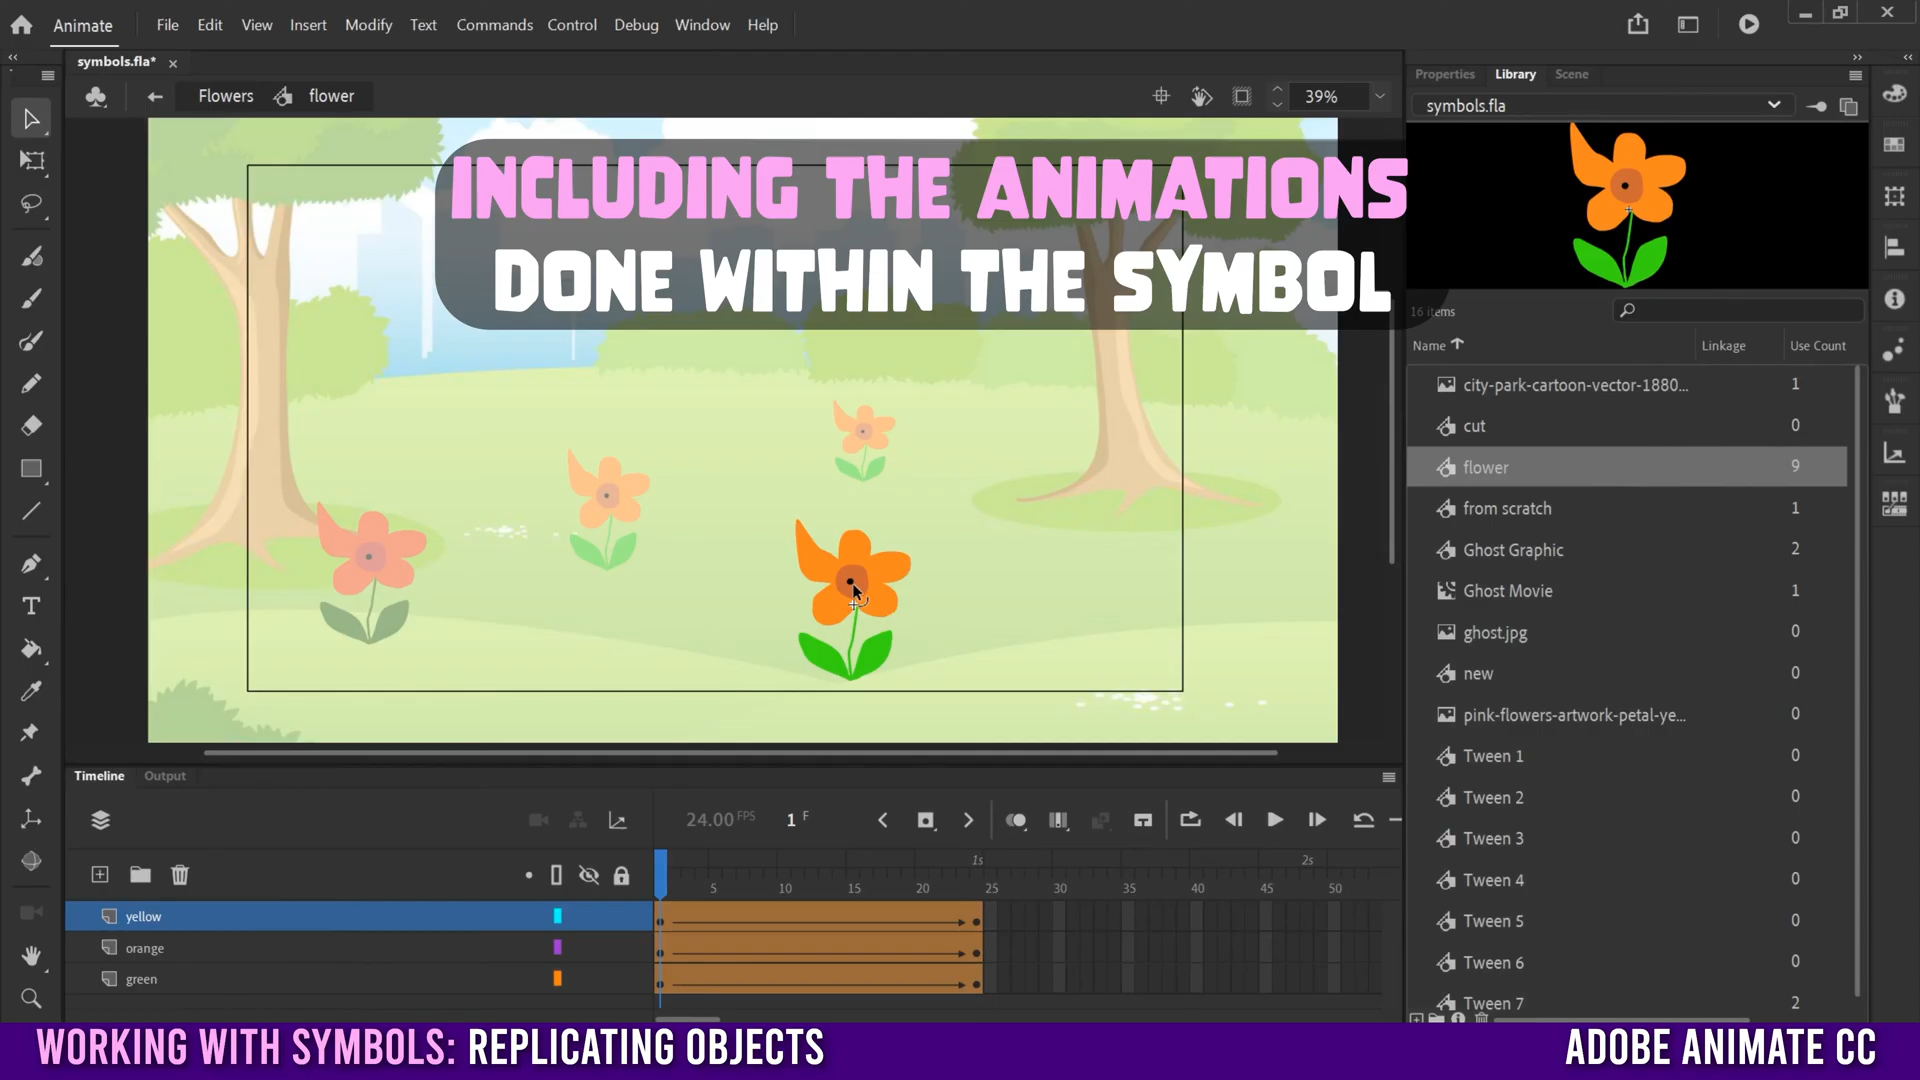 Animate File Edit View Insert Modify Text Commands Control Debug Window Help
symbols.fla*
Flowers flower 39%
INCLUDING THE ANIMATIONS
DONE WITHIN THE SYMBOL
Properties Library Scene
symbols.fla
16 items
Name Linkage Use Count
city-park-cartoon-vector-1880... 1
cut 0
flower 9
from scratch 1
Ghost Graphic 2
Ghost Movie 1
ghost.jpg 0
new 0
pink-flowers-artwork-petal-ye... 0
Tween 1 0
Tween 2 0
Tween 3 0
Tween 4 0
Tween 5 0
Tween 6 0
Tween 7 2
Timeline Output
24.00 FPS 1 F
1s 2s
5 10 15 20 25 30 35 40 45 50
yellow
orange
green
WORKING WITH SYMBOLS: REPLICATING OBJECTS
ADOBE ANIMATE CC